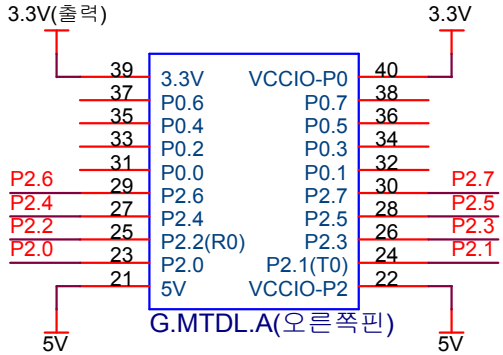 3.3V(출력) 3.3V
39 3.3V VCCIO-P0 40
37 P0.6 P0.7 38
35 P0.4 P0.5 36
33 P0.2 P0.3 34
31 P0.0 P0.1 32
P2.6 29 P2.6 P2.7 30 P2.7
P2.4 27 P2.4 P2.5 28 P2.5
P2.2 25 P2.2(R0) P2.3 26 P2.3
P2.0 23 P2.0 P2.1(T0) 24 P2.1
21 5V VCCIO-P2 22
G.MTDL.A(오른쪽핀)
5V 5V